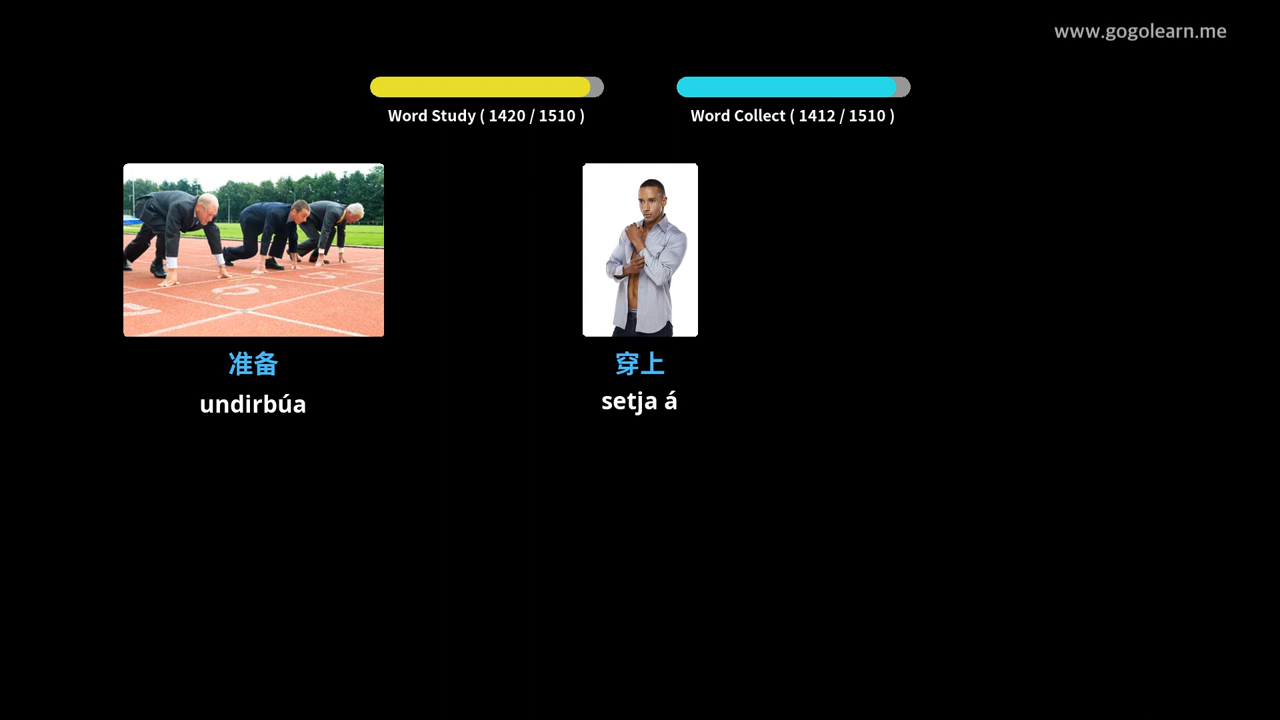 www.gogolearn.me
Word Study ( 1420 / 1510 )
Word Collect ( 1412 / 1510 )
准备
undirbúa
穿上
setja á